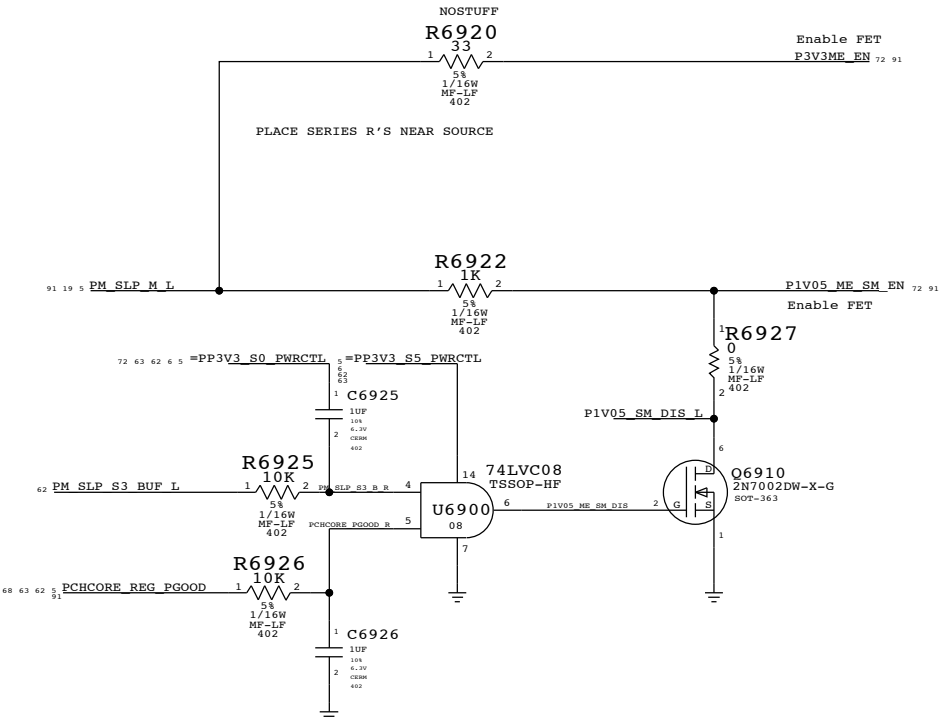 NOSTUFF
R6920
33
1 2
5%
1/16W
MF-LF
402
Enable FET
P3V3ME_EN 72 91
PLACE SERIES R'S NEAR SOURCE
91 19 5 PM_SLP_M_L
R6922
1K
1 2
5%
1/16W
MF-LF
402
P1V05_ME_SM_EN 72 91
Enable FET
1
R6927
0
5%
1/16W
MF-LF
402
2
72 63 62 6 5 =PP3V3_S0_PWRCTL
5
6
62
63
=PP3V3_S5_PWRCTL
1
C6925
1UF
10%
6.3V
CERM
402
2
P1V05_SM_DIS_L
62 PM_SLP_S3_BUF_L
R6925
10K
1 2
5%
1/16W
MF-LF
402
PM_SLP_S3_B_R 4
PCHCORE_PGOOD_R 5
14
74LVC08
TSSOP-HF
U6900
08
6
7
P1V05_ME_SM_DIS
2
6
D
G
S
1
Q6910
2N7002DW-X-G
SOT-363
68 63 62 5
91
PCHCORE_REG_PGOOD
R6926
10K
1 2
5%
1/16W
MF-LF
402
1
C6926
1UF
10%
6.3V
CERM
402
2